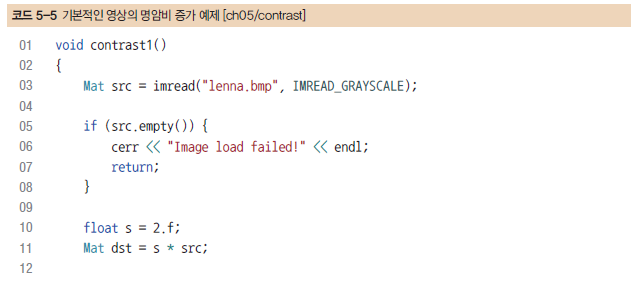 코드 5-5 기본적인 영상의 명암비 증가 예제 [ch05/contrast]
01 void contrast1()
02 {
03 Mat src = imread("lenna.bmp", IMREAD_GRAYSCALE);
04
05 if (src.empty()) {
06 cerr << "Image load failed!" << endl;
07 return;
08 }
09
10 float s = 2.f;
11 Mat dst = s * src;
12